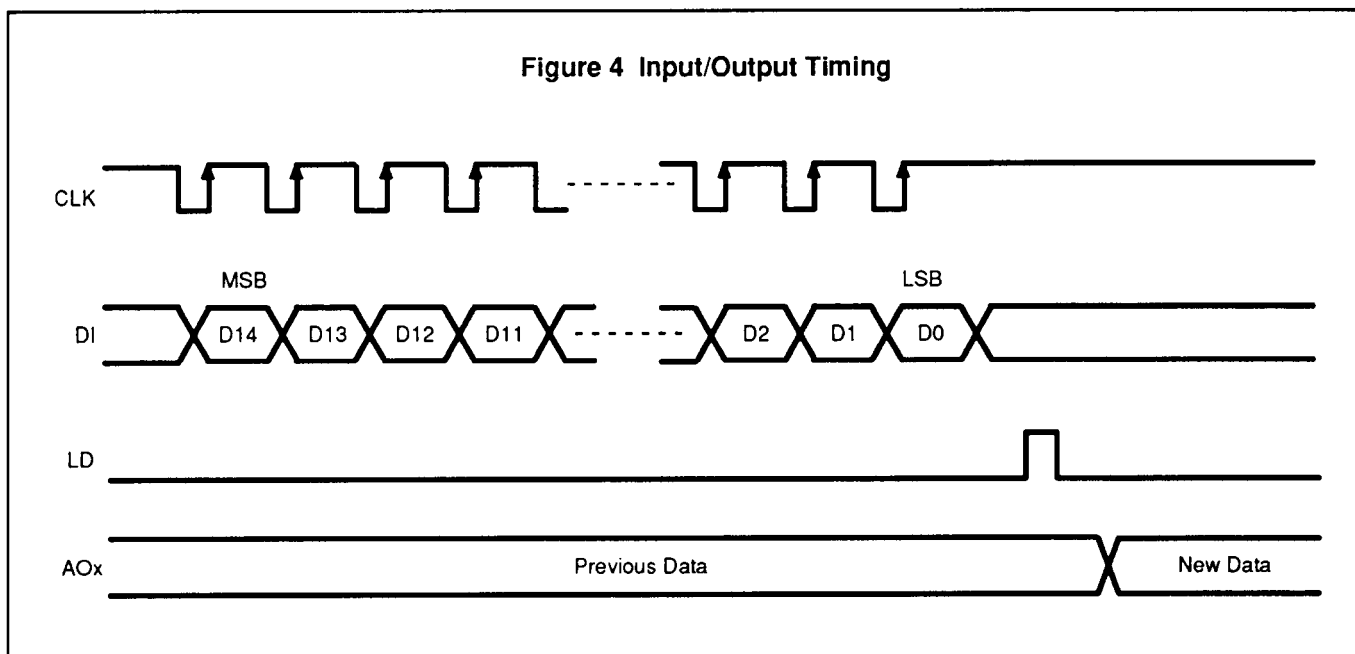 Figure 4 Input/Output Timing
CLK
MSB LSB
DI D14 D13 D12 D11 D2 D1 D0
LD
AOx Previous Data New Data